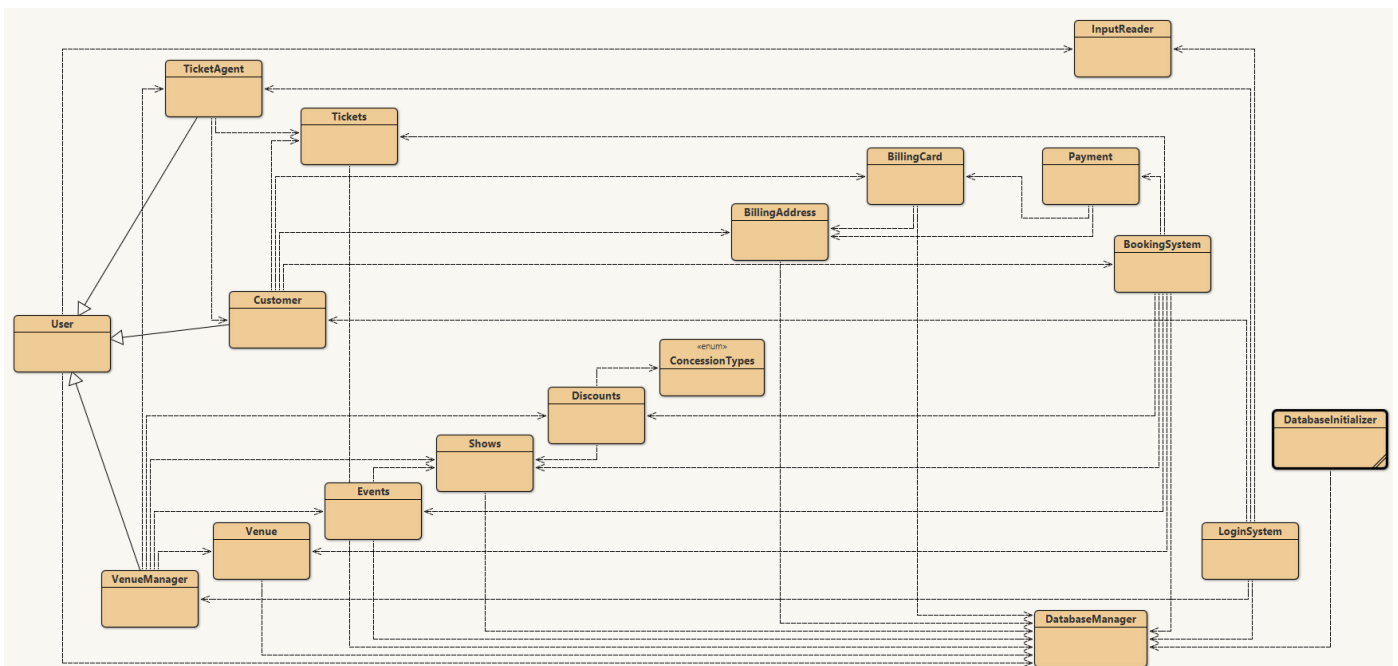 InputReader
TicketAgent
Tickets
BillingCard
Payment
BillingAddress
BookingSystem
Customer
User
«enum»
ConcessionTypes
Discounts
DatabaseInitializer
Shows
Events
Venue
LoginSystem
VenueManager
DatabaseManager